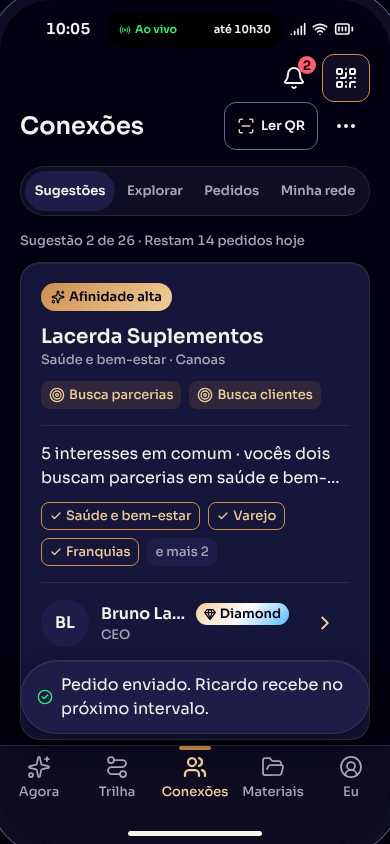 10:05
Ao vivo
até 10h30
2
Conexões
Ler QR
Sugestões
Explorar
Pedidos
Minha rede
Sugestão 2 de 26 · Restam 14 pedidos hoje
Afinidade alta
Lacerda Suplementos
Saúde e bem-estar · Canoas
Busca parcerias
Busca clientes
5 interesses em comum · vocês dois
buscam parcerias em saúde e bem-...
Saúde e bem-estar
Varejo
Franquias
e mais 2
BL
Bruno La...
Diamond
CEO
Pedido enviado. Ricardo recebe no
próximo intervalo.
Agora
Trilha
Conexões
Materiais
Eu